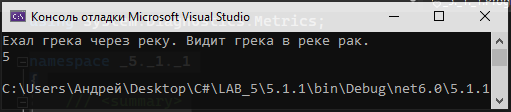 Консоль отладки Microsoft Visual Studio
Ехал грека через реку. Видит грека в реке рак.
5
C:\Users\Андрей\Desktop\C#\LAB_5\5.1.1\bin\Debug\net6.0\5.1.1